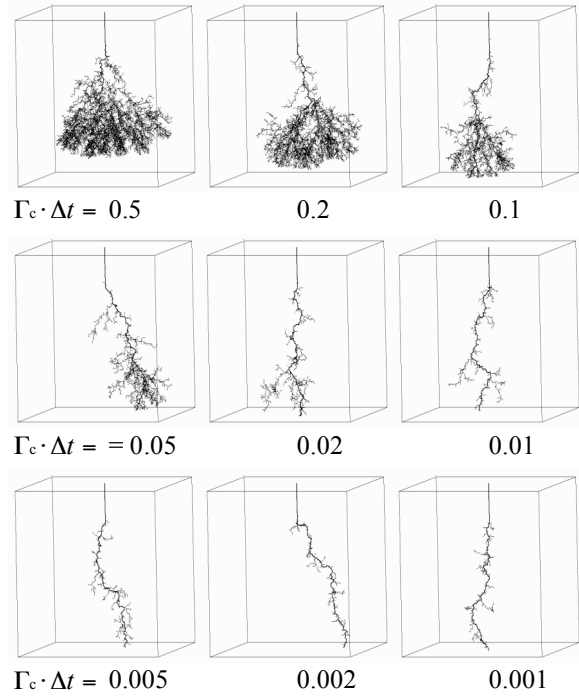 Γc · Δt = 0.5 0.2 0.1
Γc · Δt = = 0.05 0.02 0.01
Γc · Δt = 0.005 0.002 0.001